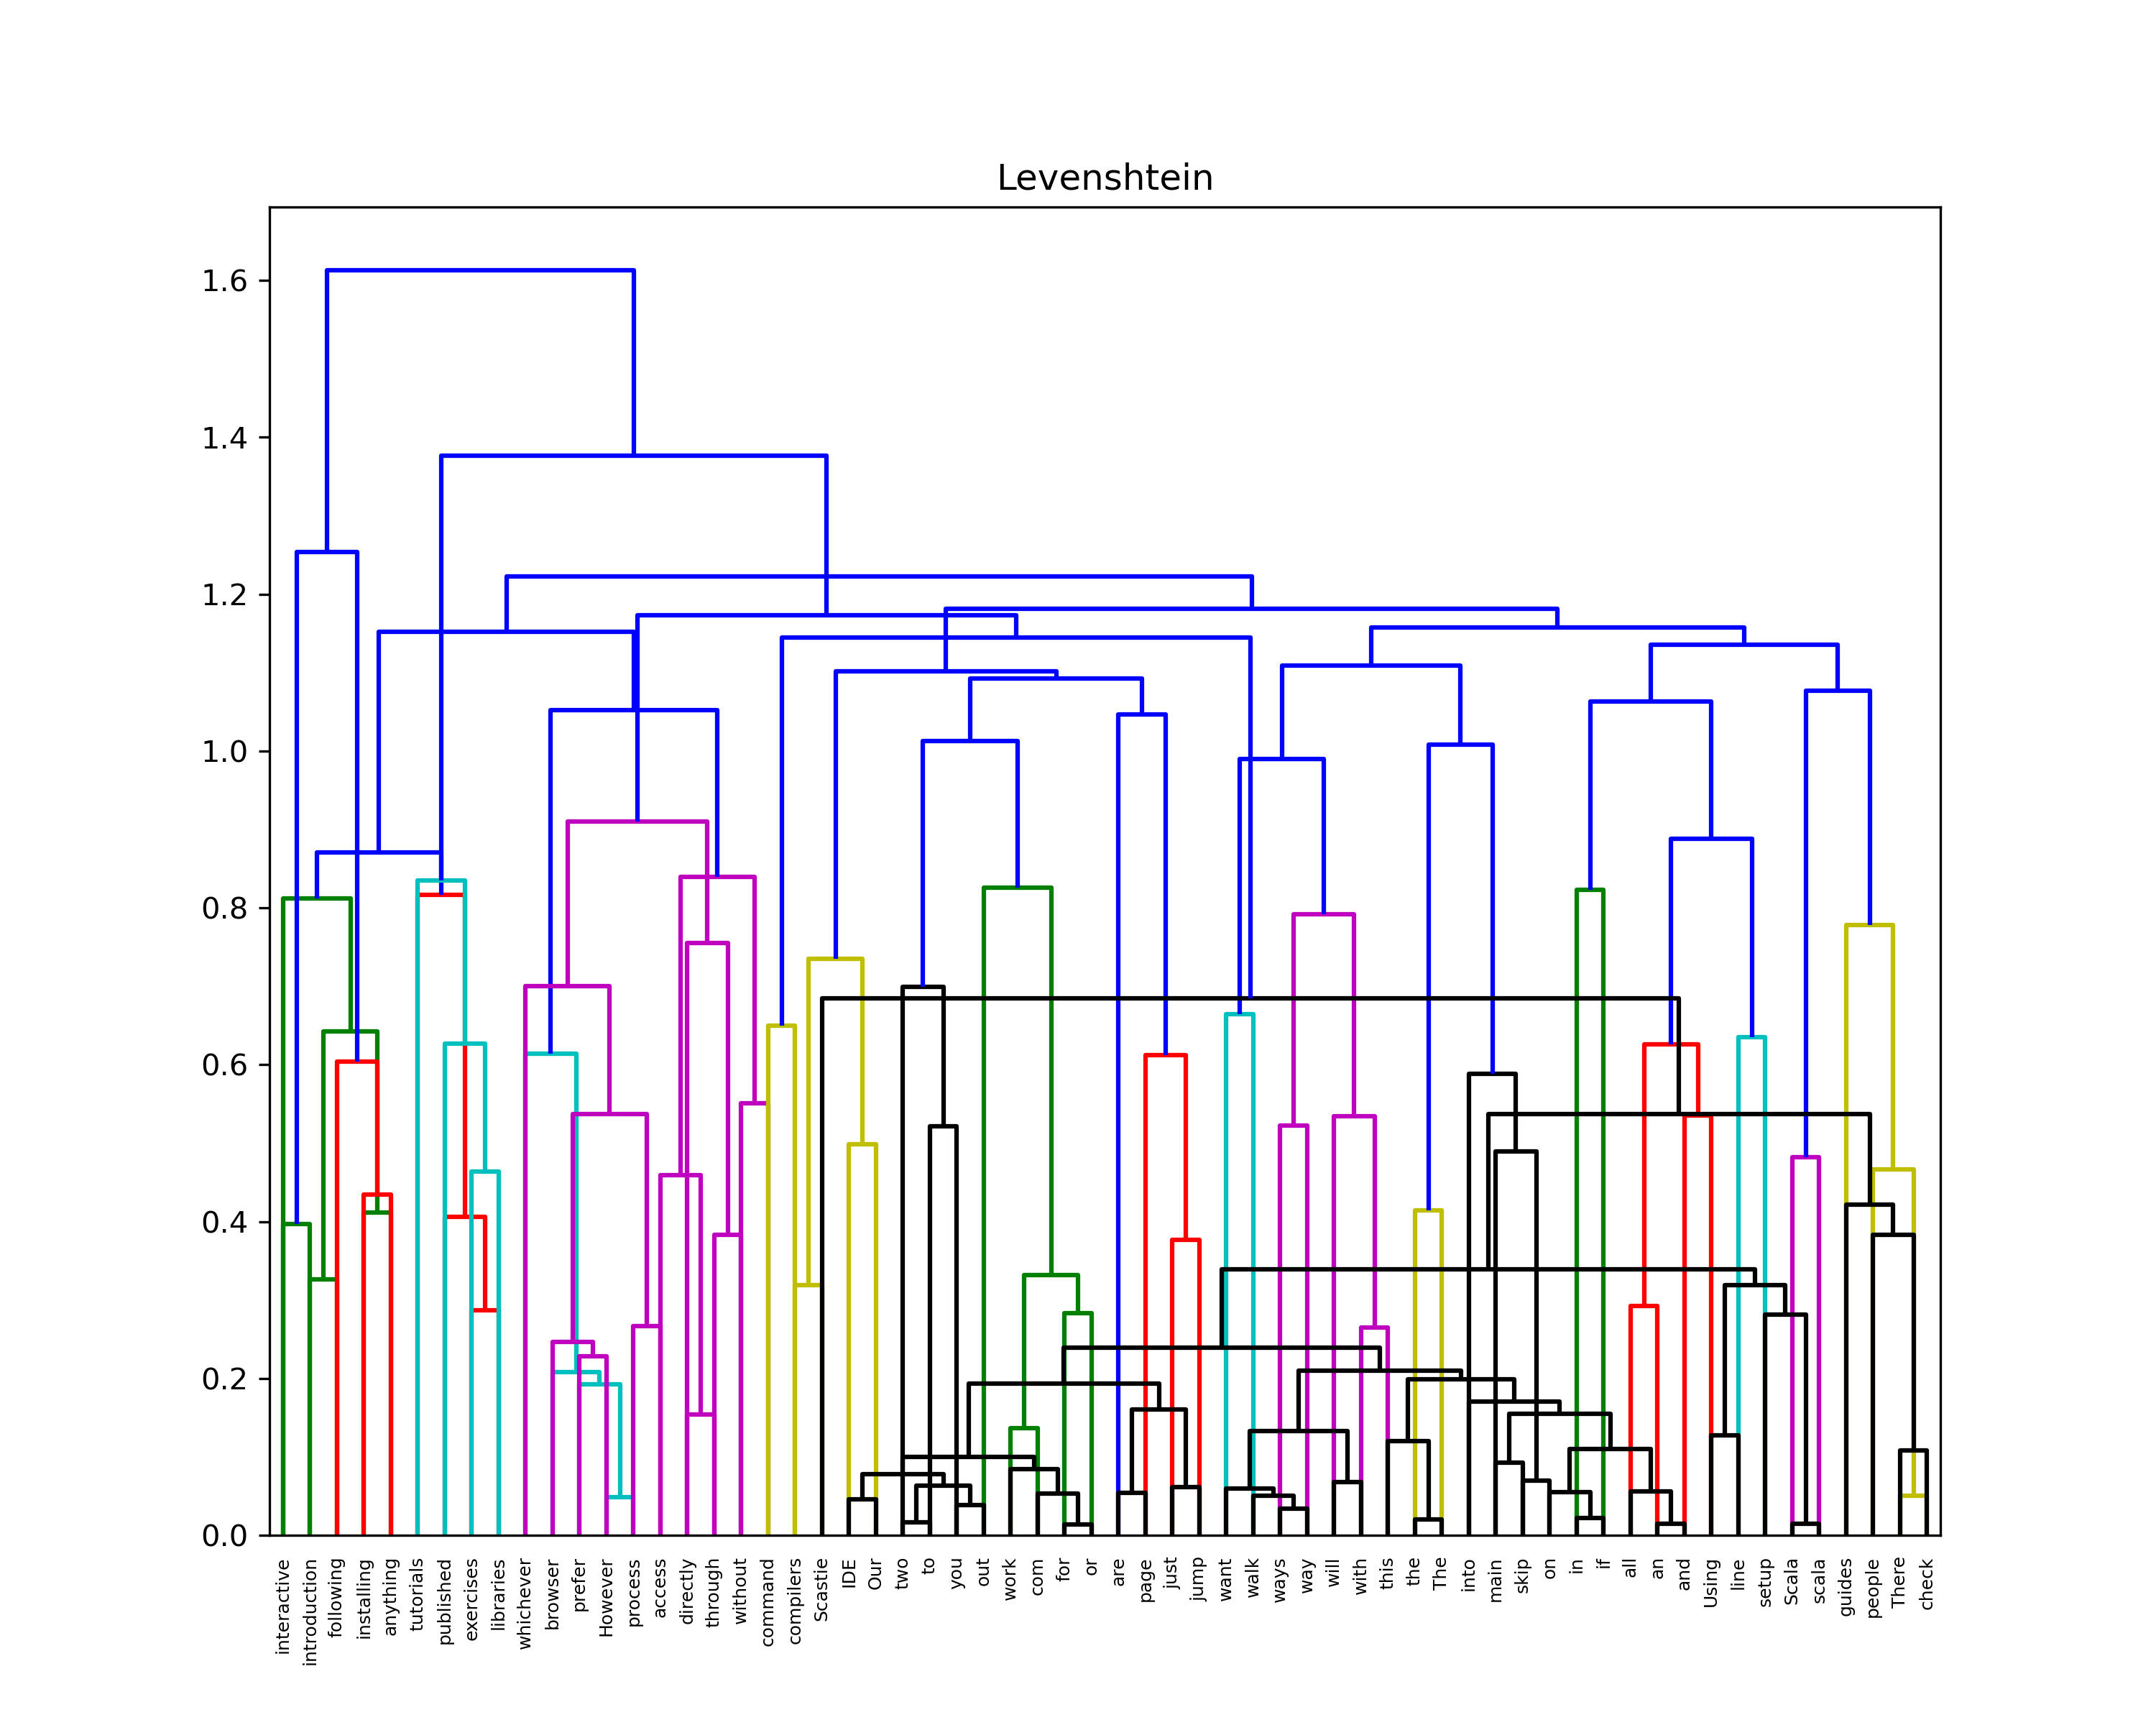 Levenshtein
1.6
1.4
1.2
1.0
0.8
0.6
0.4
0.2
0.0
interactive
introduction
following
installing
anything
tutorials
published
exercises
libraries
whichever
browser
prefer
However
process
access
directly
through
without
command
compilers
Scastie
IDE
Our
two
to
you
out
work
com
for
or
are
page
just
jump
want
walk
ways
way
will
with
this
the
The
into
main
skip
on
in
if
all
an
and
Using
line
setup
Scala
scala
guides
people
There
check